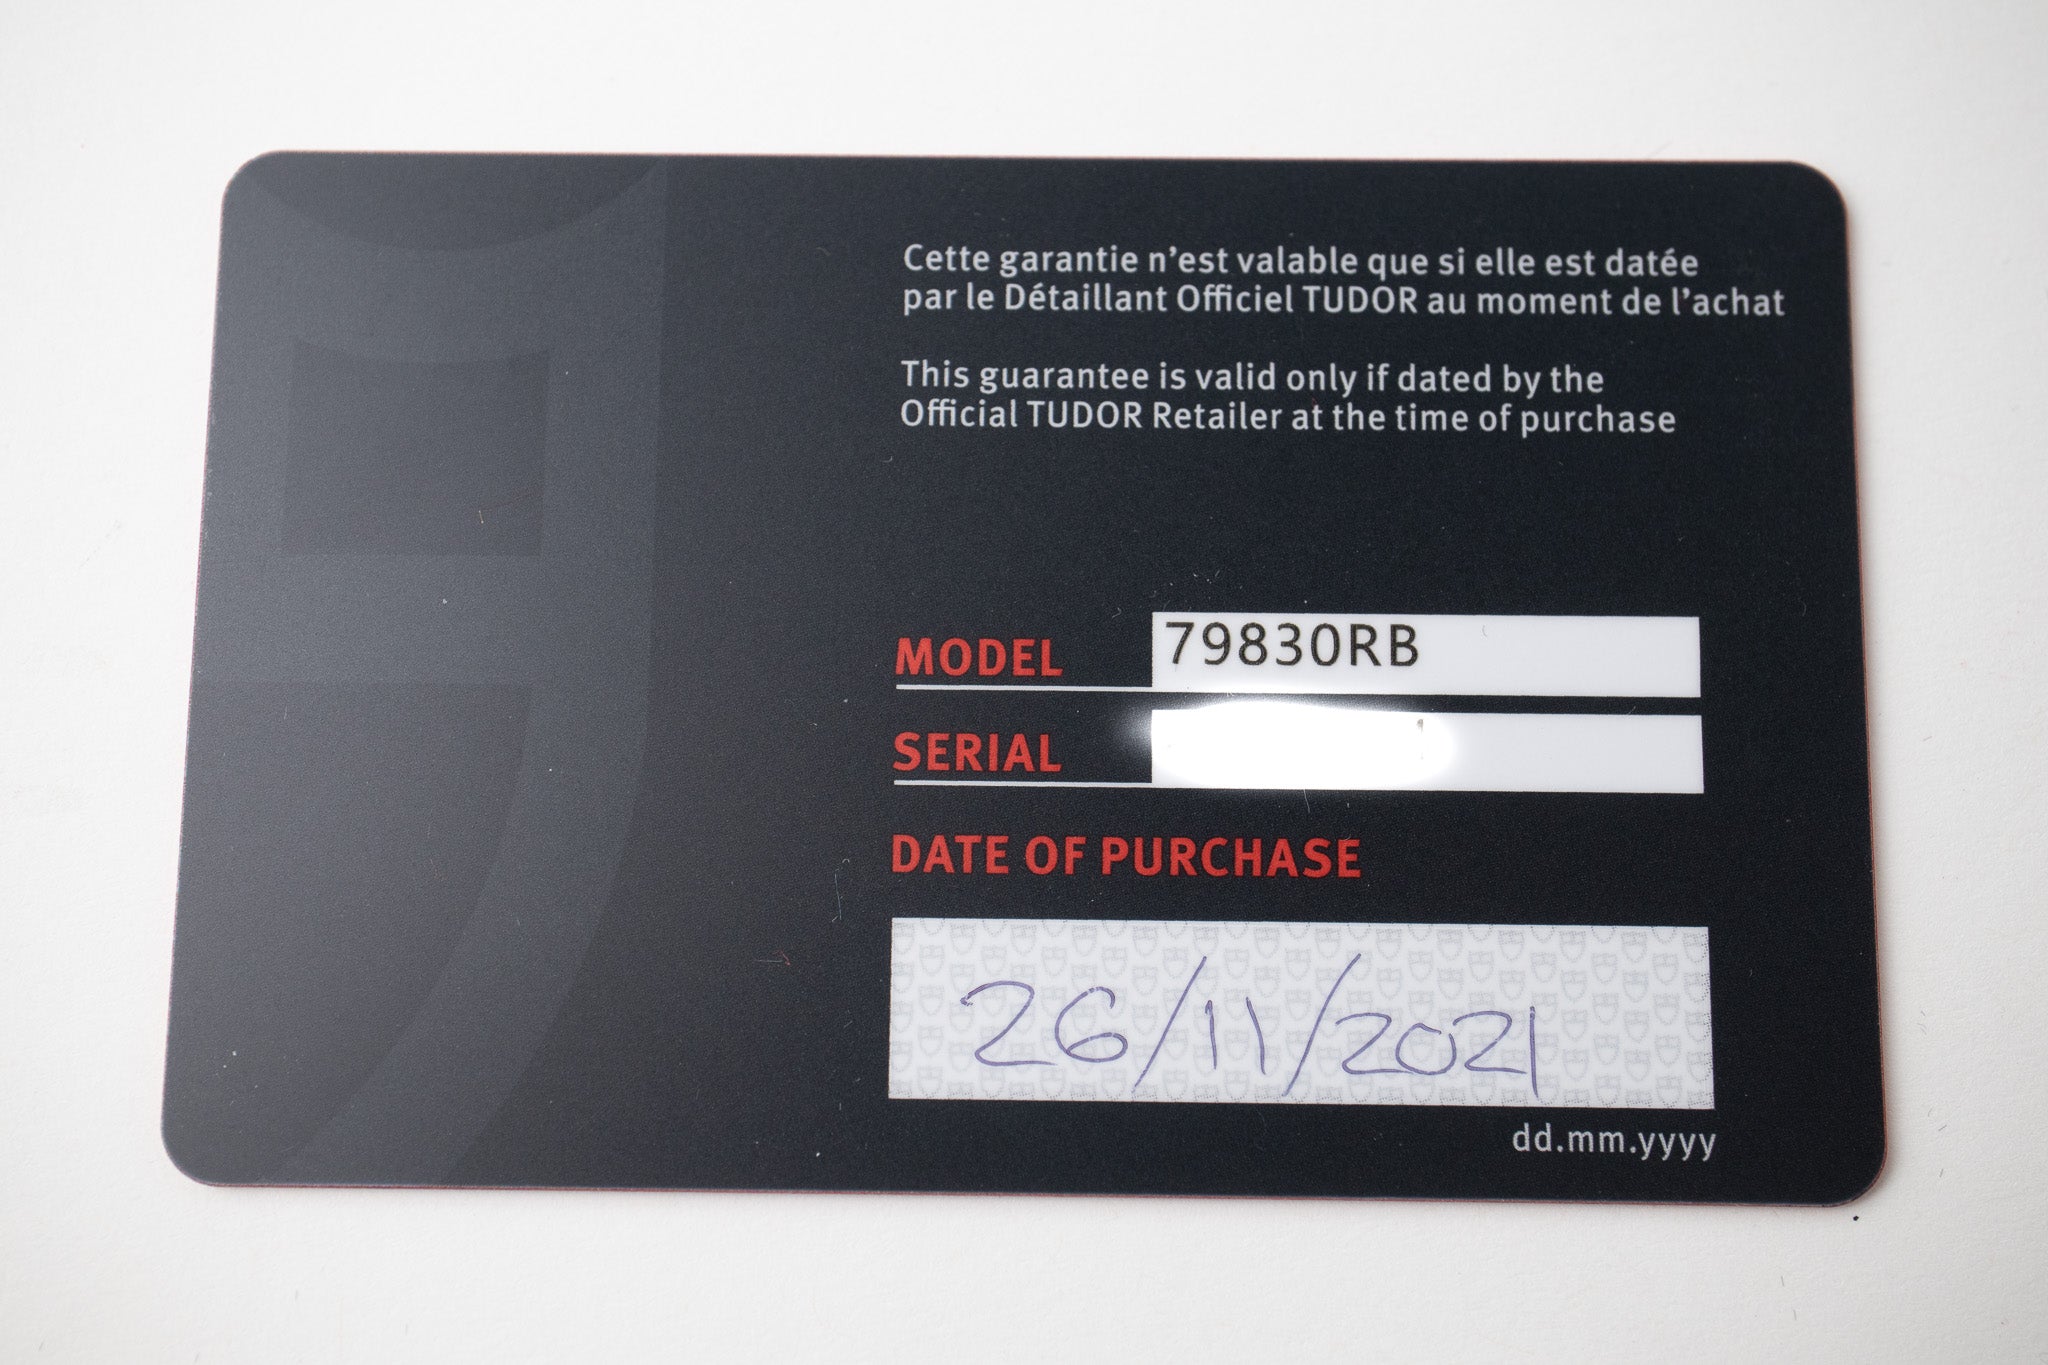 Cette garantie n'est valable que si elle est datée
par le Détaillant Officiel TUDOR au moment de l'achat
This guarantee is valid only if dated by the
Official TUDOR Retailer at the time of purchase
MODEL 79830RB
SERIAL
DATE OF PURCHASE
26/11/2021
dd.mm.yyyy